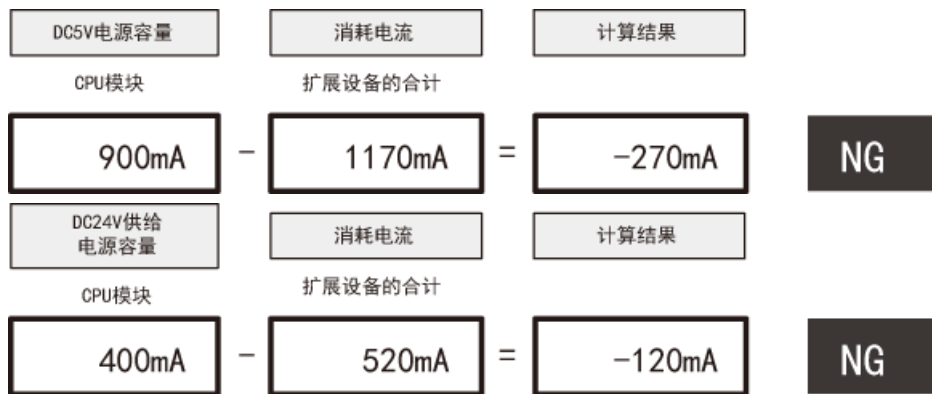 DC5V电源容量 消耗电流 计算结果
CPU模块 扩展设备的合计
900mA - 1170mA = -270mA NG
DC24V供给
电源容量 消耗电流 计算结果
CPU模块 扩展设备的合计
400mA - 520mA = -120mA NG